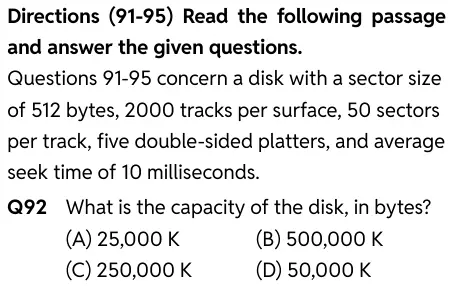 Directions (91-95) Read the following passage
and answer the given questions.
Questions 91-95 concern a disk with a sector size
of 512 bytes, 2000 tracks per surface, 50 sectors
per track, five double-sided platters, and average
seek time of 10 milliseconds.
Q92 What is the capacity of the disk, in bytes?
(A) 25,000 K (B) 500,000 K
(C) 250,000 K (D) 50,000 K